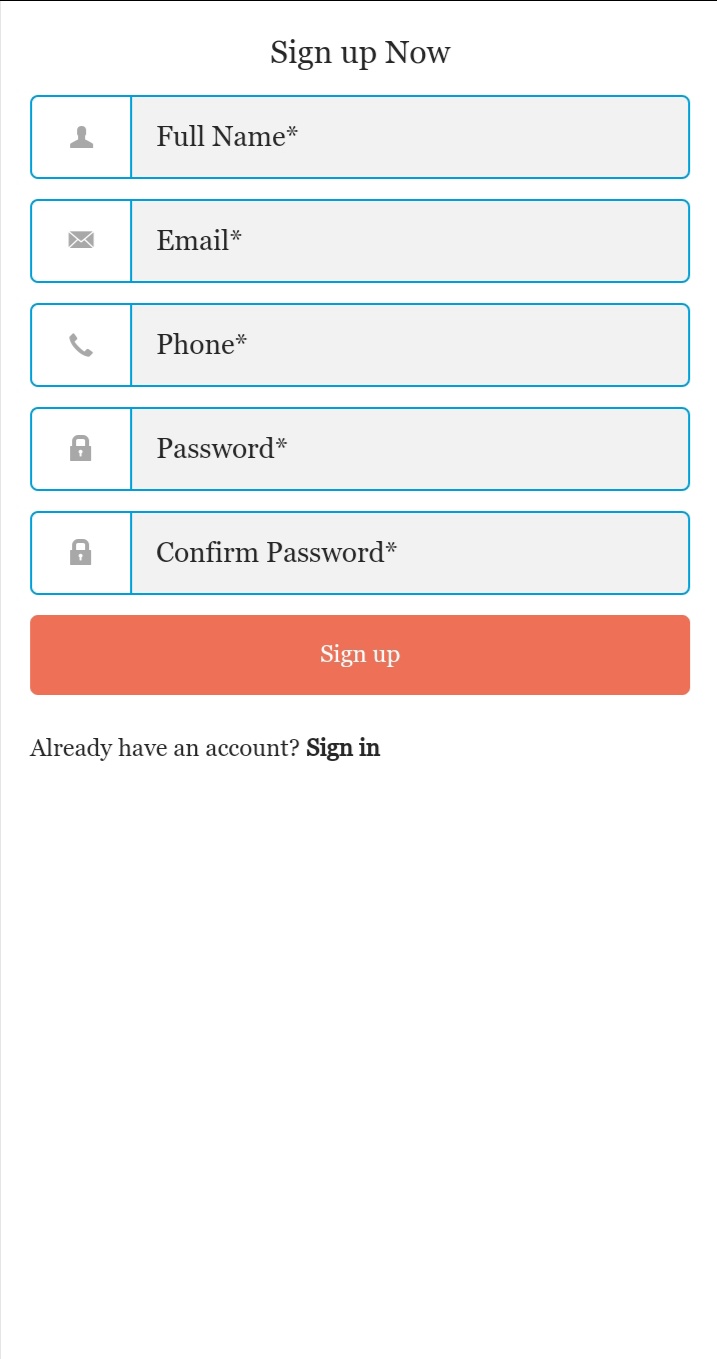 Sign up Now
Full Name*
Email*
Phone*
Password*
Confirm Password*
Sign up
Already have an account? Sign in